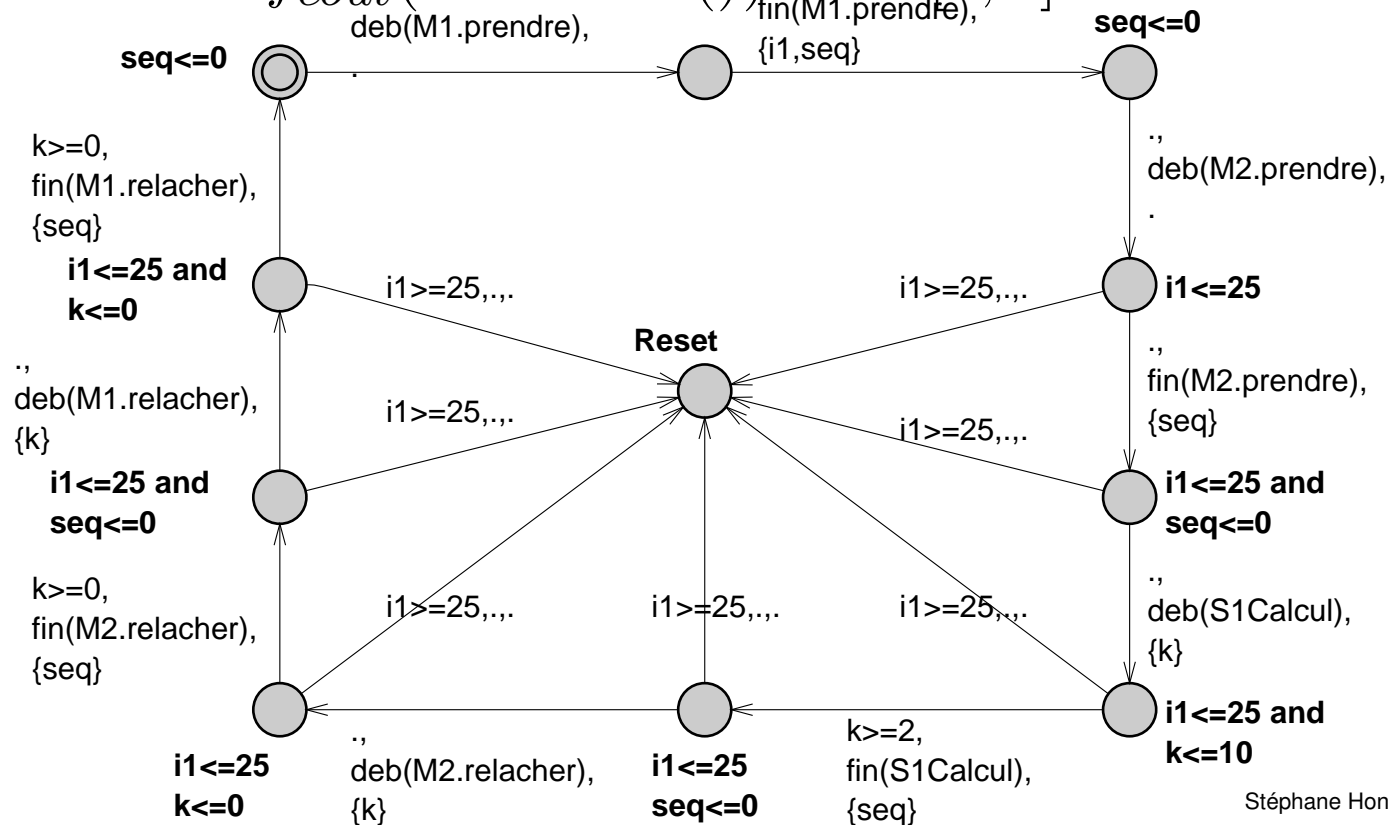 deb(M1.prendre),
.
fin(M1.prendre),
{i1,seq}
seq<=0
seq<=0
k>=0,
fin(M1.relacher),
{seq}
.,
deb(M2.prendre),
.
i1<=25 and
k<=0
i1>=25,.,.
i1>=25,.,.
i1<=25
Reset
.,
deb(M1.relacher),
{k}
i1>=25,.,.
i1>=25,.,.
.,
fin(M2.prendre),
{seq}
i1<=25 and
seq<=0
i1<=25 and
seq<=0
k>=0,
fin(M2.relacher),
{seq}
i1>=25,.,.
i1>=25,.,.
i1>=25,.,.
.,
deb(S1Calcul),
{k}
i1<=25
k<=0
.,
deb(M2.relacher),
{k}
i1<=25
seq<=0
k>=2,
fin(S1Calcul),
{seq}
i1<=25 and
k<=10
Stéphane Hon